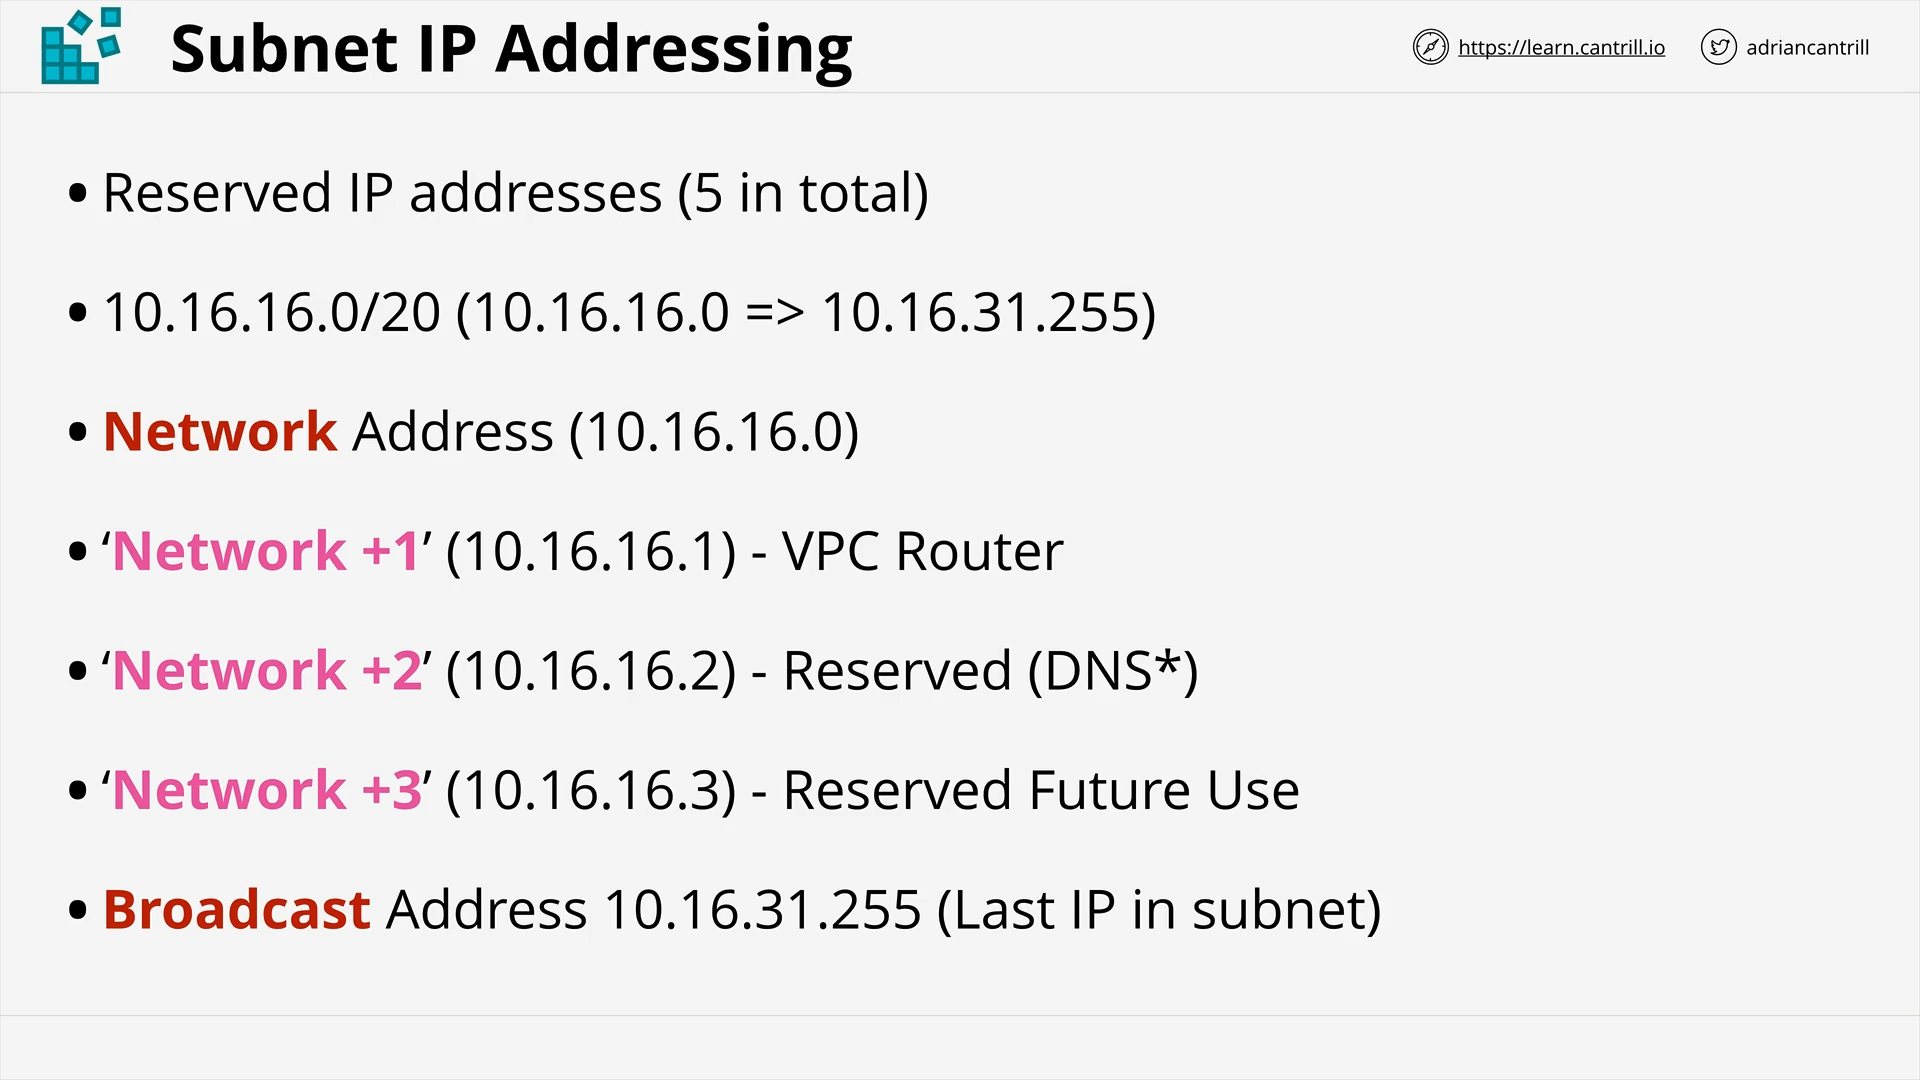 Subnet IP Addressing
https://learn.cantrill.io
adriancantrill
• Reserved IP addresses (5 in total)
• 10.16.16.0/20 (10.16.16.0 => 10.16.31.255)
• Network Address (10.16.16.0)
• ‘Network +1’ (10.16.16.1) - VPC Router
• ‘Network +2’ (10.16.16.2) - Reserved (DNS*)
• ‘Network +3’ (10.16.16.3) - Reserved Future Use
• Broadcast Address 10.16.31.255 (Last IP in subnet)